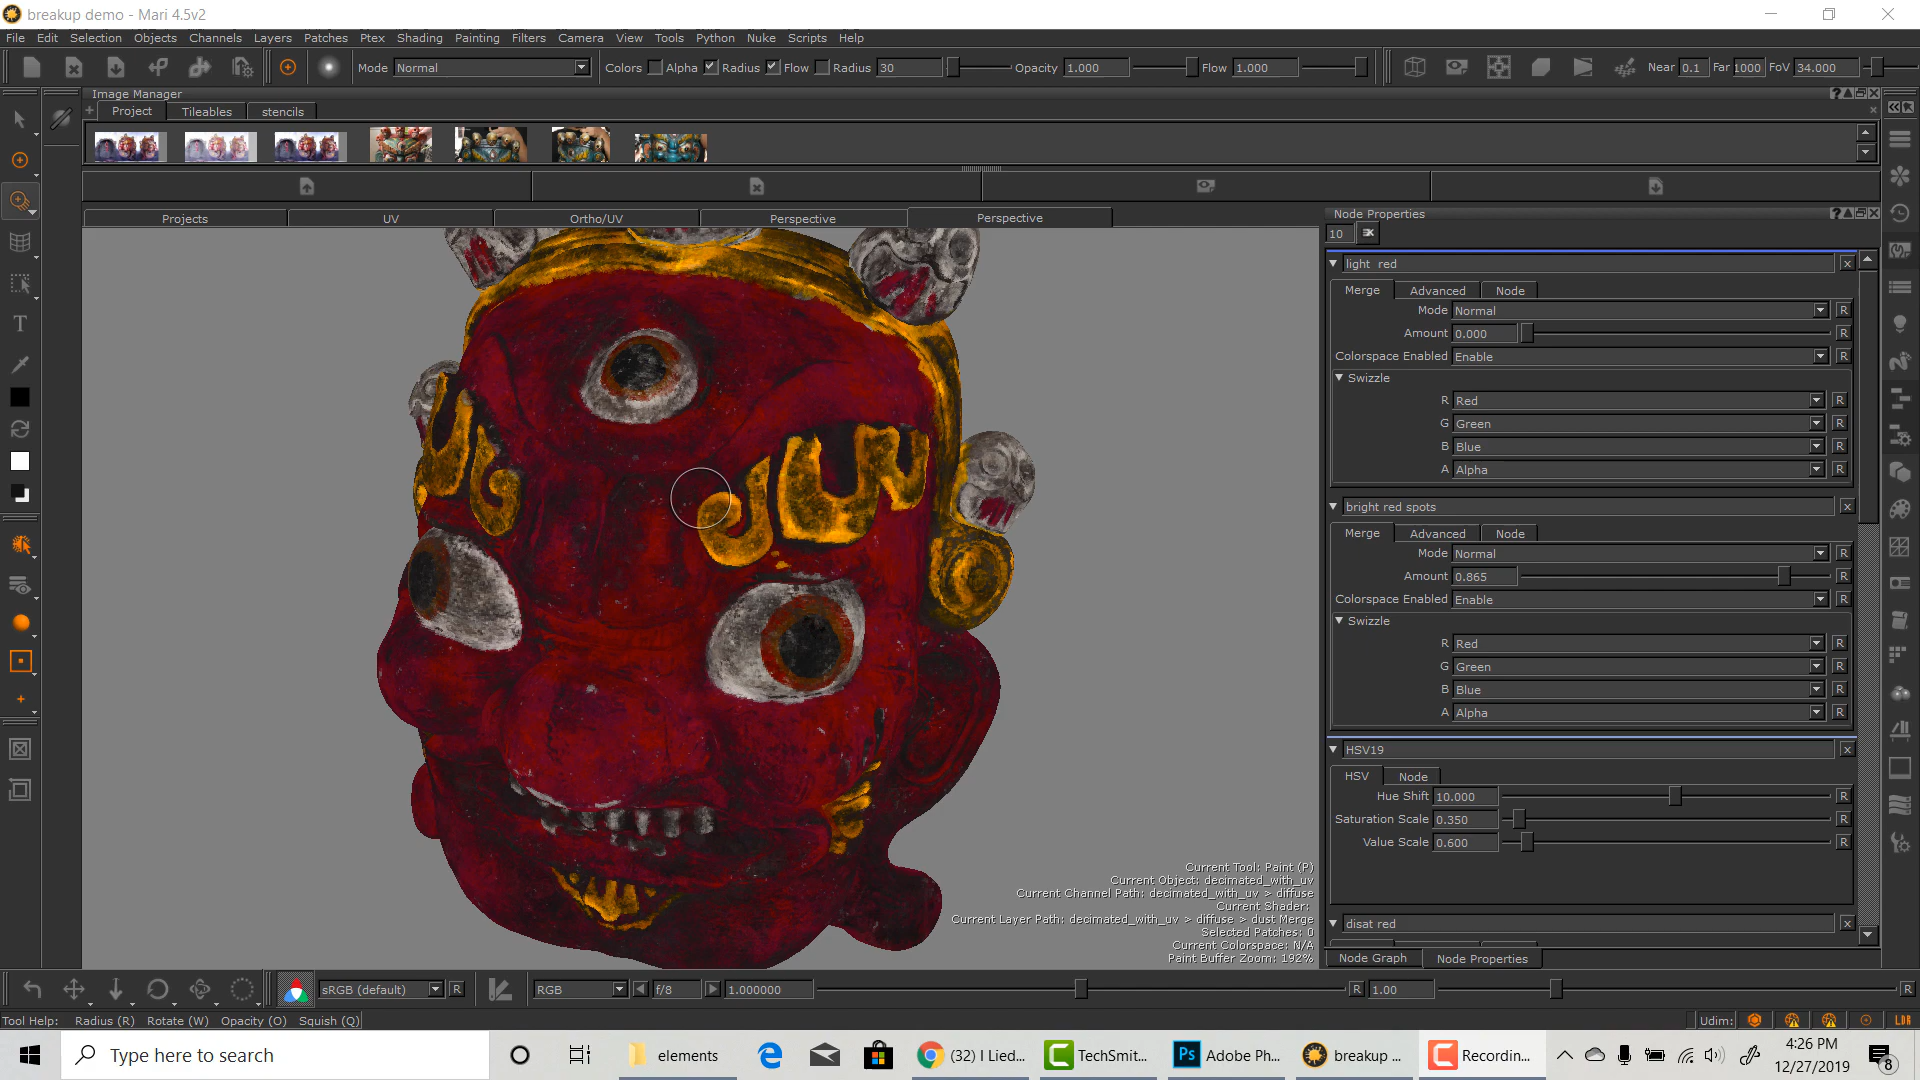 breakup demo - Mari 4.5v2
File Edit Selection Objects Channels Layers Patches Ptex Shading Painting Filters Camera View Tools Python Nuke Scripts Help
Mode Normal Colors Alpha Radius Flow Radius 30 Opacity 1.000 Flow 1.000 Near 0.1 Far 1000 FoV 34.000
Image Manager
Project Tileables stencils
Projects UV Ortho/UV Perspective Perspective
Node Properties
10
light red
Merge Advanced Node
Mode Normal R
Amount 0.000 R
Colorspace Enabled Enable R
Swizzle
R Red R
G Green R
B Blue R
A Alpha R
bright red spots
Merge Advanced Node
Mode Normal R
Amount 0.865 R
Colorspace Enabled Enable R
Swizzle
R Red R
G Green R
B Blue R
A Alpha R
HSV19
HSV Node
Hue Shift 10.000 R
Saturation Scale 0.350 R
Value Scale 0.600 R
disat red
Node Graph Node Properties
Current Tool: Paint (P)
Current Object: decimated_with_uv
Current Channel Path: decimated_with_uv > diffuse
Current Shader:
Current Layer Path: decimated_with_uv > diffuse > dust Merge
Selected Patches: 0
Current Colorspace: N/A
Paint Buffer Zoom: 192%
sRGB (default) R RGB f/8 1.000000 R 1.00 R
Tool Help: Radius (R) Rotate (W) Opacity (O) Squish (Q) Udim: LDR
Type here to search
elements
(32) I Lied...
TechSmit...
Ps Adobe Ph...
breakup ...
Recordin...
4:26 PM
12/27/2019
8